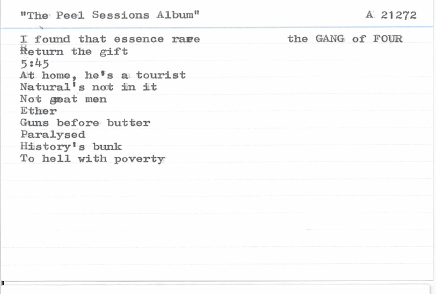 "The Peel Sessions Album" A 21272
I found that essence rare the GANG of FOUR
Return the gift
5:45
At home, he's a tourist
Natural's not in it
Not geat men
Ether
Guns before butter
Paralysed
History's bunk
To hell with poverty